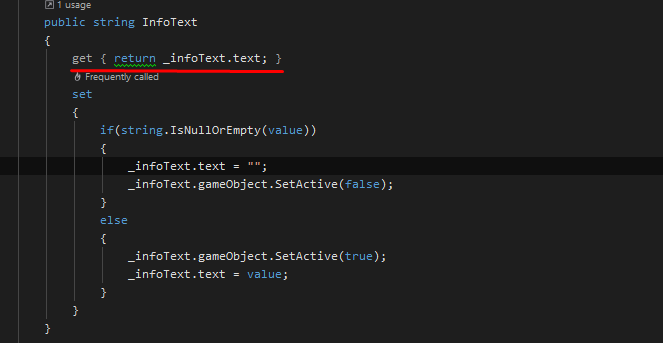 1 usage
public string InfoText
{
get { return _infoText.text; }
Frequently called
set
{
if(string.IsNullOrEmpty(value))
{
_infoText.text = "";
_infoText.gameObject.SetActive(false);
}
else
{
_infoText.gameObject.SetActive(true);
_infoText.text = value;
}
}
}